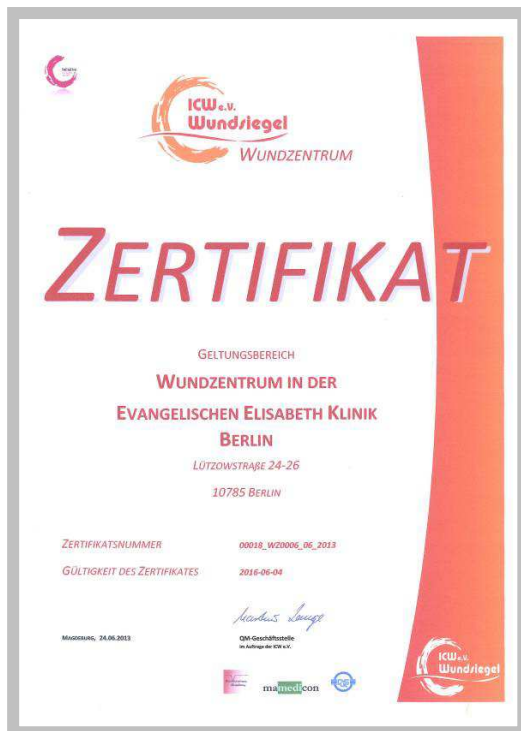 ICW e.V.
Wundsiegel
WUNDZENTRUM
ZERTIFIKAT
GELTUNGSBEREICH
WUNDZENTRUM IN DER
EVANGELISCHEN ELISABETH KLINIK
BERLIN
LÜTZOWSTRAßE 24-26
10785 BERLIN
ZERTIFIKATSNUMMER 00018_WZ0006_06_2013
GÜLTIGKEIT DES ZERTIFIKATES 2016-06-04
MAGDEBURG, 24.06.2013
QM-Geschäftsstelle
im Auftrage der ICW e.V.
mamedicon
ICW e.V.
Wundsiegel